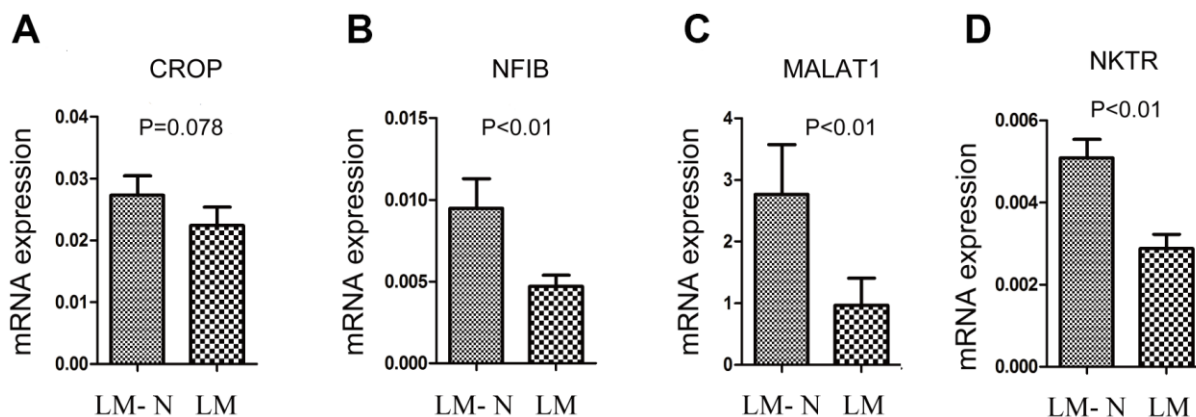 A
CROP
P=0.078
mRNA expression
0.04
0.03
0.02
0.01
0.00
LM- N LM
B
NFIB
P<0.01
mRNA expression
0.015
0.010
0.005
0.000
LM- N LM
C
MALAT1
P<0.01
mRNA expression
4
3
2
1
0
LM- N LM
D
NKTR
P<0.01
mRNA expression
0.006
0.004
0.002
0.000
LM- N LM